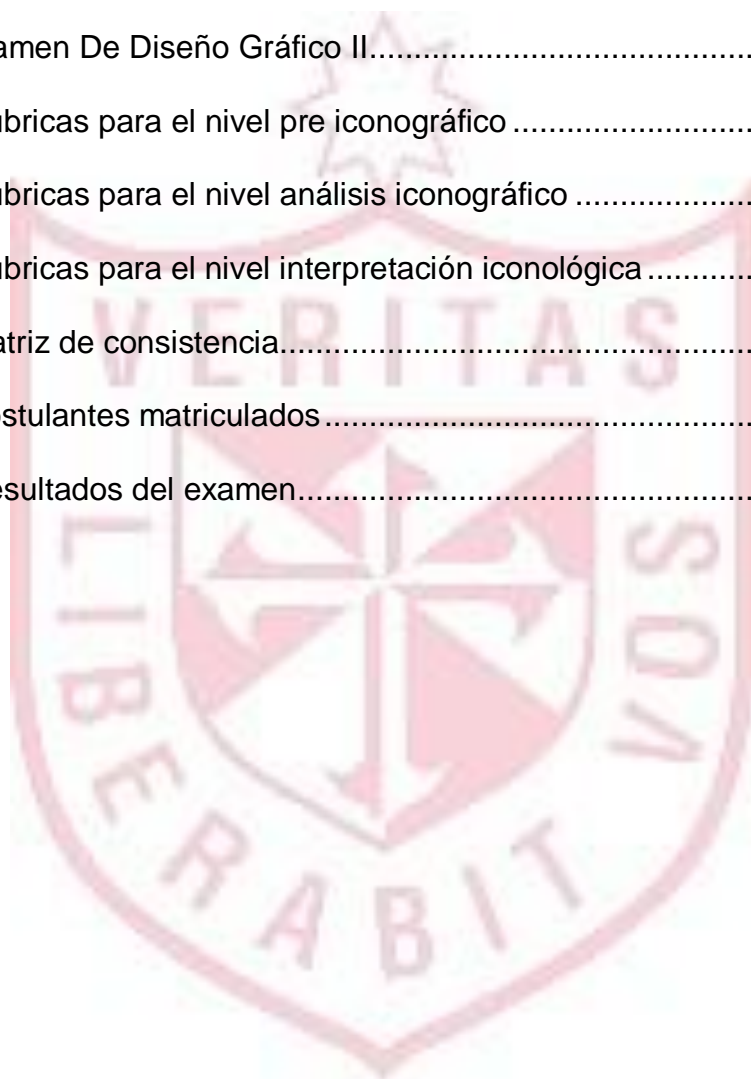 amen De Diseño Gráfico II..........................................
ubricas para el nivel pre iconográfico ..........................
ubricas para el nivel análisis iconográfico ....................
ubricas para el nivel interpretación iconológica .............
atriz de consistencia..................................................
ostulantes matriculados .............................................
esultados del examen................................................
VERITAS
LIBERABIT
VOS